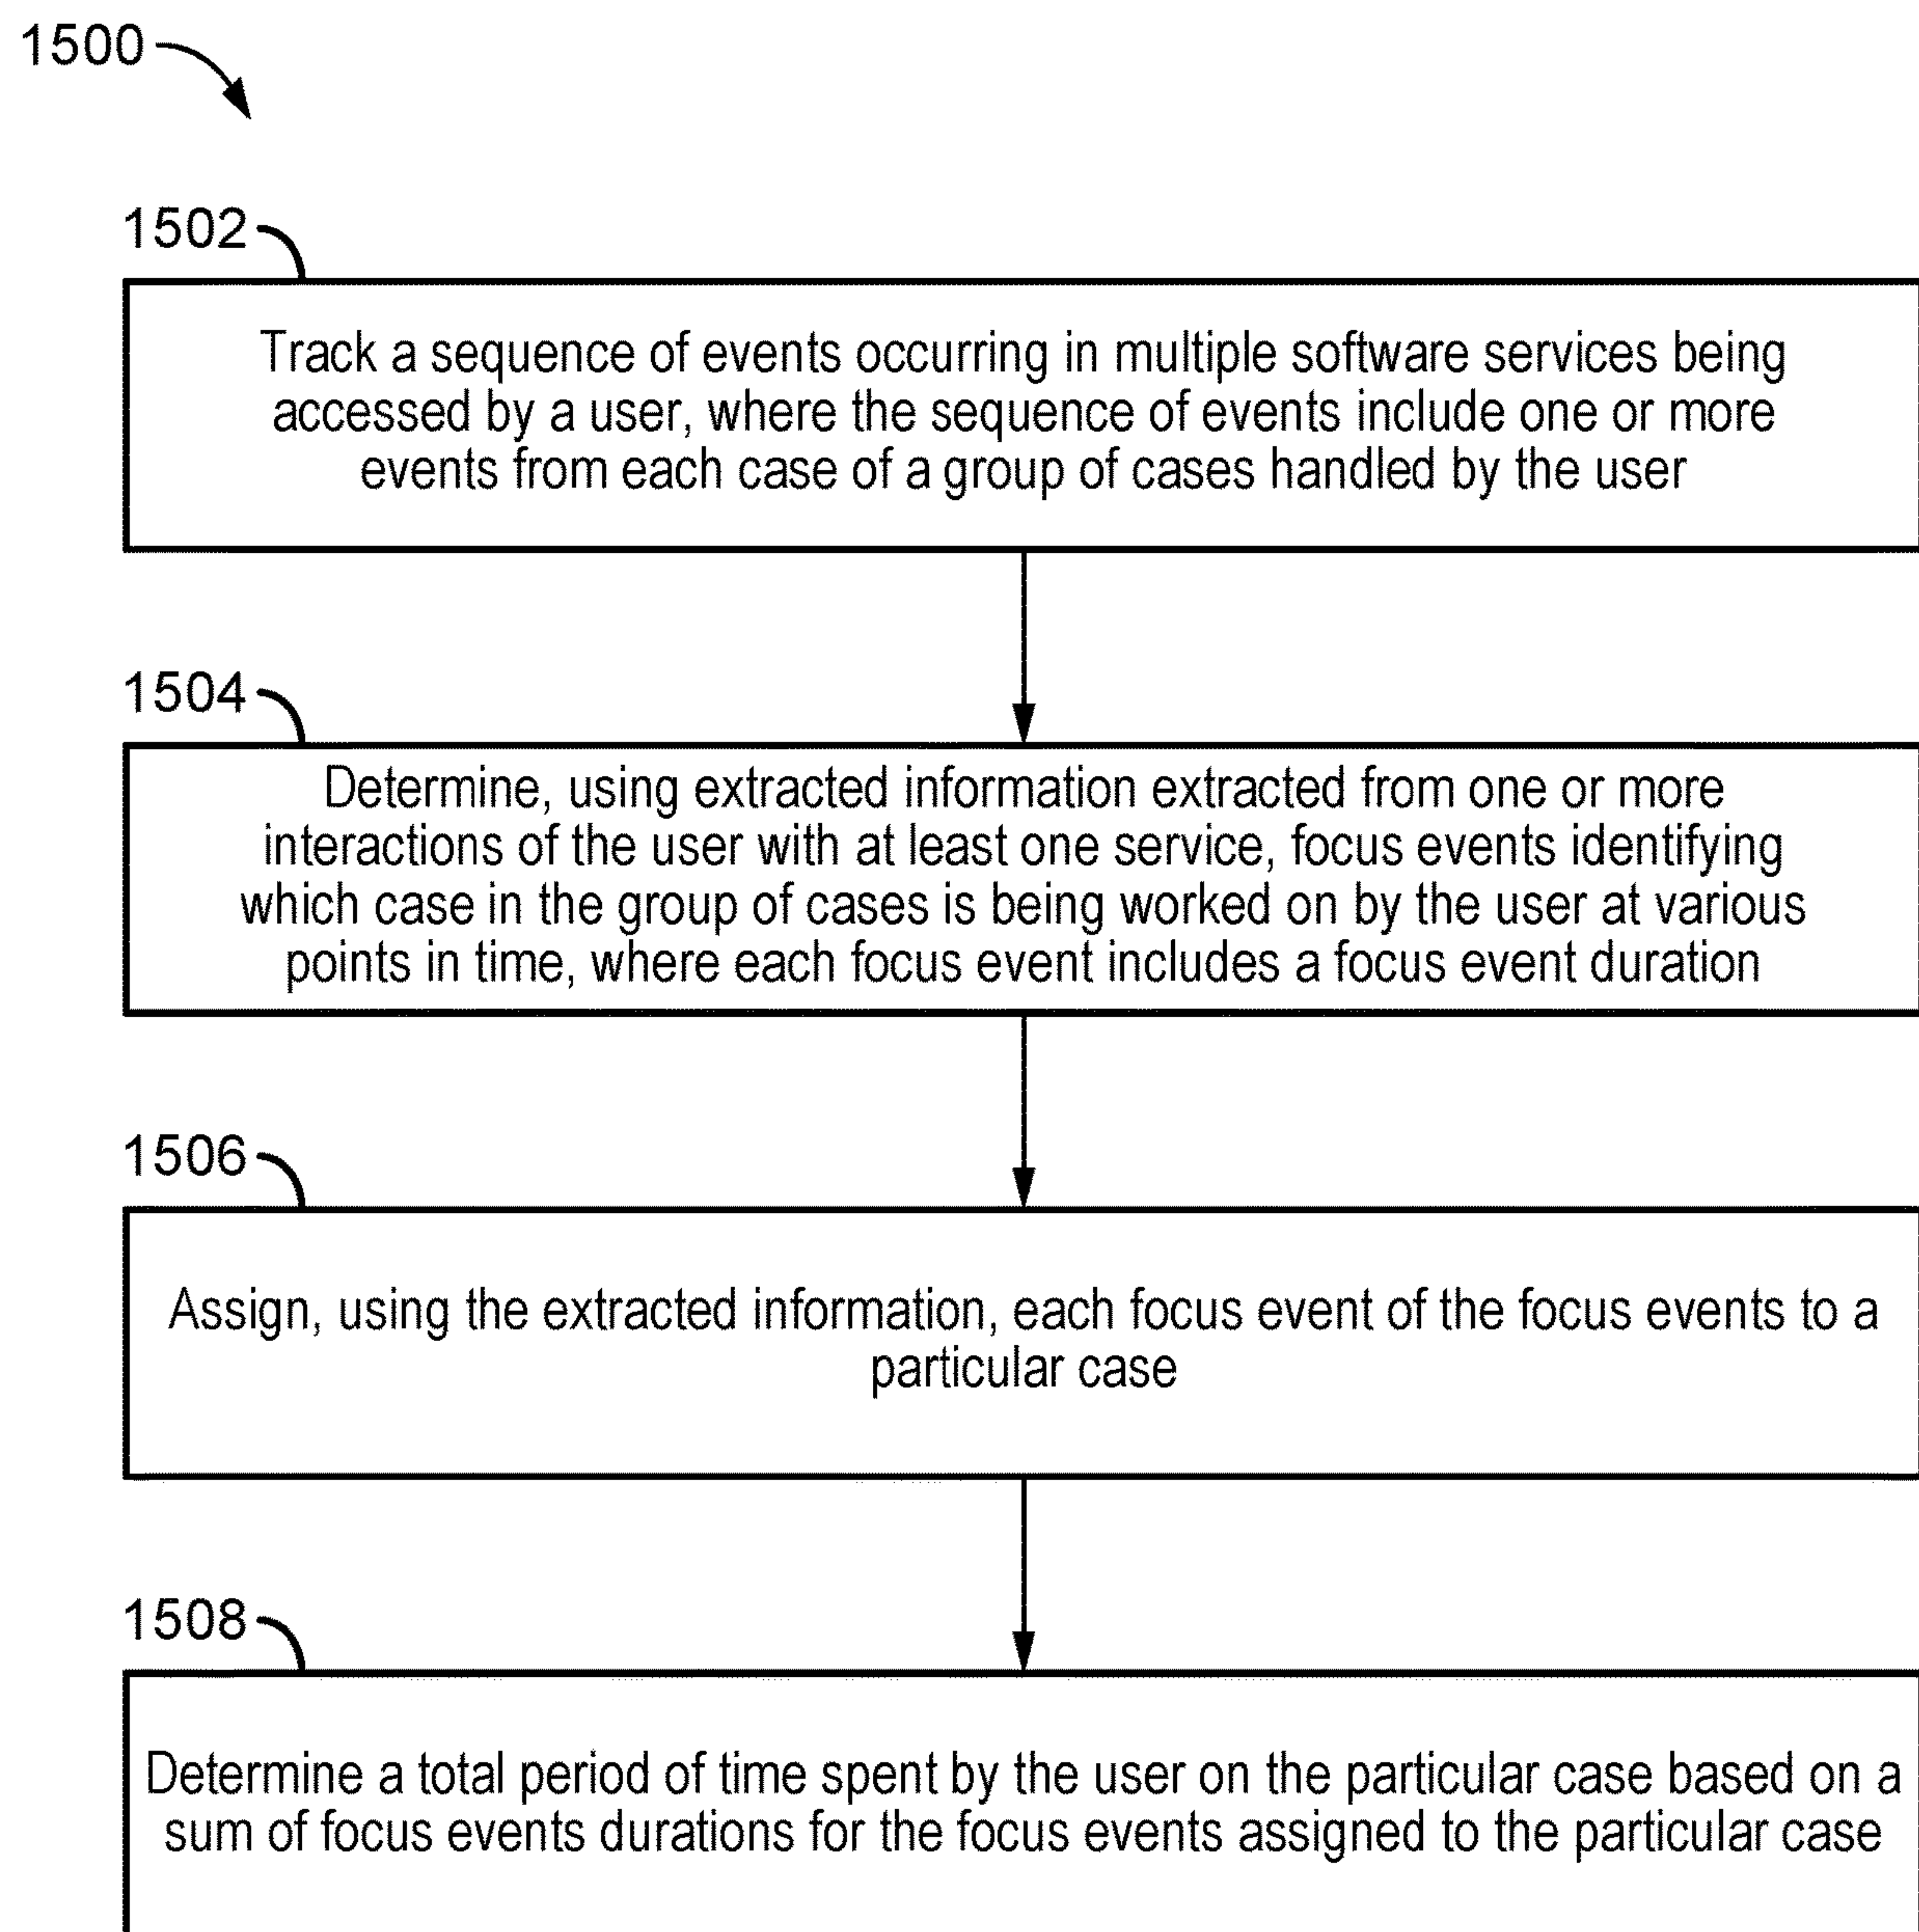 1500
1502
Track a sequence of events occurring in multiple software services being
accessed by a user, where the sequence of events include one or more
events from each case of a group of cases handled by the user
1504
Determine, using extracted information extracted from one or more
interactions of the user with at least one service, focus events identifying
which case in the group of cases is being worked on by the user at various
points in time, where each focus event includes a focus event duration
1506
Assign, using the extracted information, each focus event of the focus events to a
particular case
1508
Determine a total period of time spent by the user on the particular case based on a
sum of focus events durations for the focus events assigned to the particular case